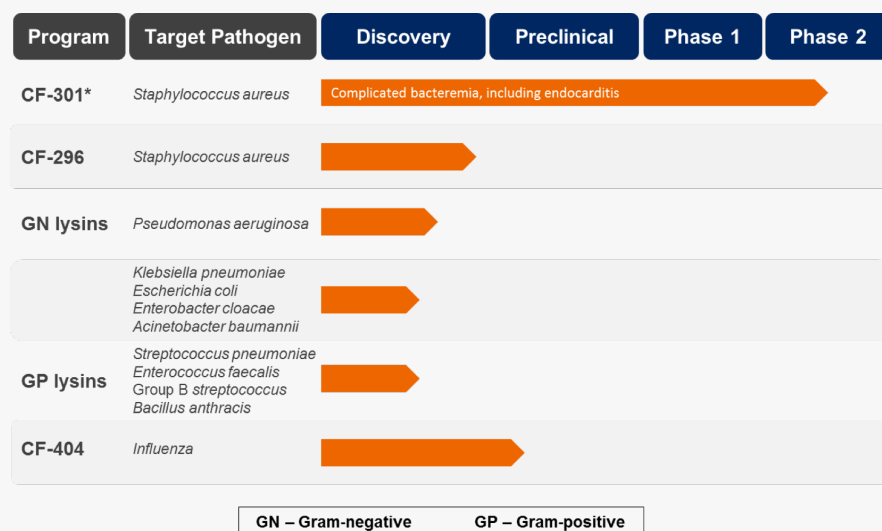 Program Target Pathogen Discovery Preclinical Phase 1 Phase 2
CF-301* Staphylococcus aureus Complicated bacteremia, including endocarditis
CF-296 Staphylococcus aureus
GN lysins Pseudomonas aeruginosa
Klebsiella pneumoniae
Escherichia coli
Enterobacter cloacae
Acinetobacter baumannii
GP lysins
Streptococcus pneumoniae
Enterococcus faecalis
Group B streptococcus
Bacillus anthracis
CF-404 Influenza
GN – Gram-negative GP – Gram-positive